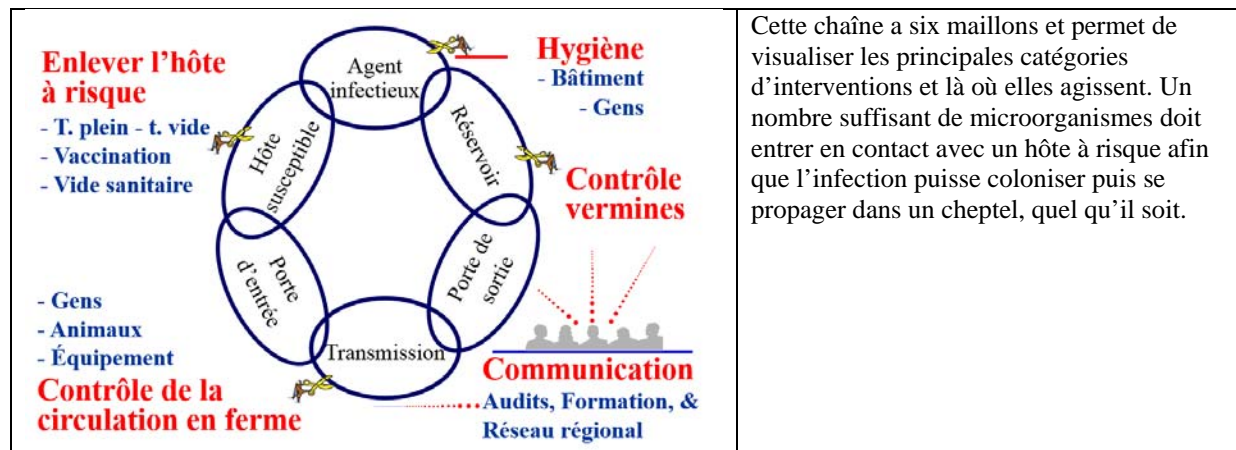 Enlever l'hôte
à risque
- T. plein - t. vide
- Vaccination
- Vide sanitaire
Agent
infectieux
Hygiène
- Bâtiment
- Gens
Réservoir
Hôte
susceptible
Contrôle
vermines
Porte de
sortie
Porte
d'entrée
Transmission
- Gens
- Animaux
- Équipement
Contrôle de la
circulation en ferme
Communication
Audits, Formation, &
Réseau régional
Cette chaîne a six maillons et permet de
visualiser les principales catégories
d'interventions et là où elles agissent. Un
nombre suffisant de microorganismes doit
entrer en contact avec un hôte à risque afin
que l'infection puisse coloniser puis se
propager dans un cheptel, quel qu'il soit.